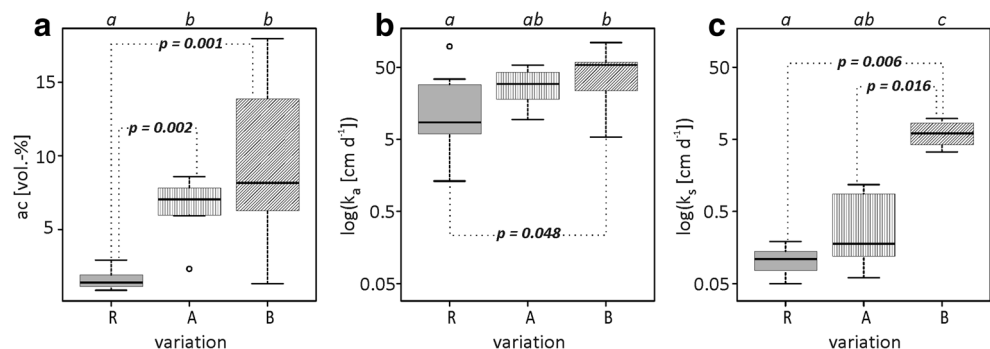 a
a b b
ac [vol.-%]
15
10
5
p = 0.001
p = 0.002
R A B
variation
b
a ab b
log(ka [cm d-1])
50
5
0.5
0.05
p = 0.048
R A B
variation
c
a ab c
log(ks [cm d-1])
50
5
0.5
0.05
p = 0.006
p = 0.016
R A B
variation